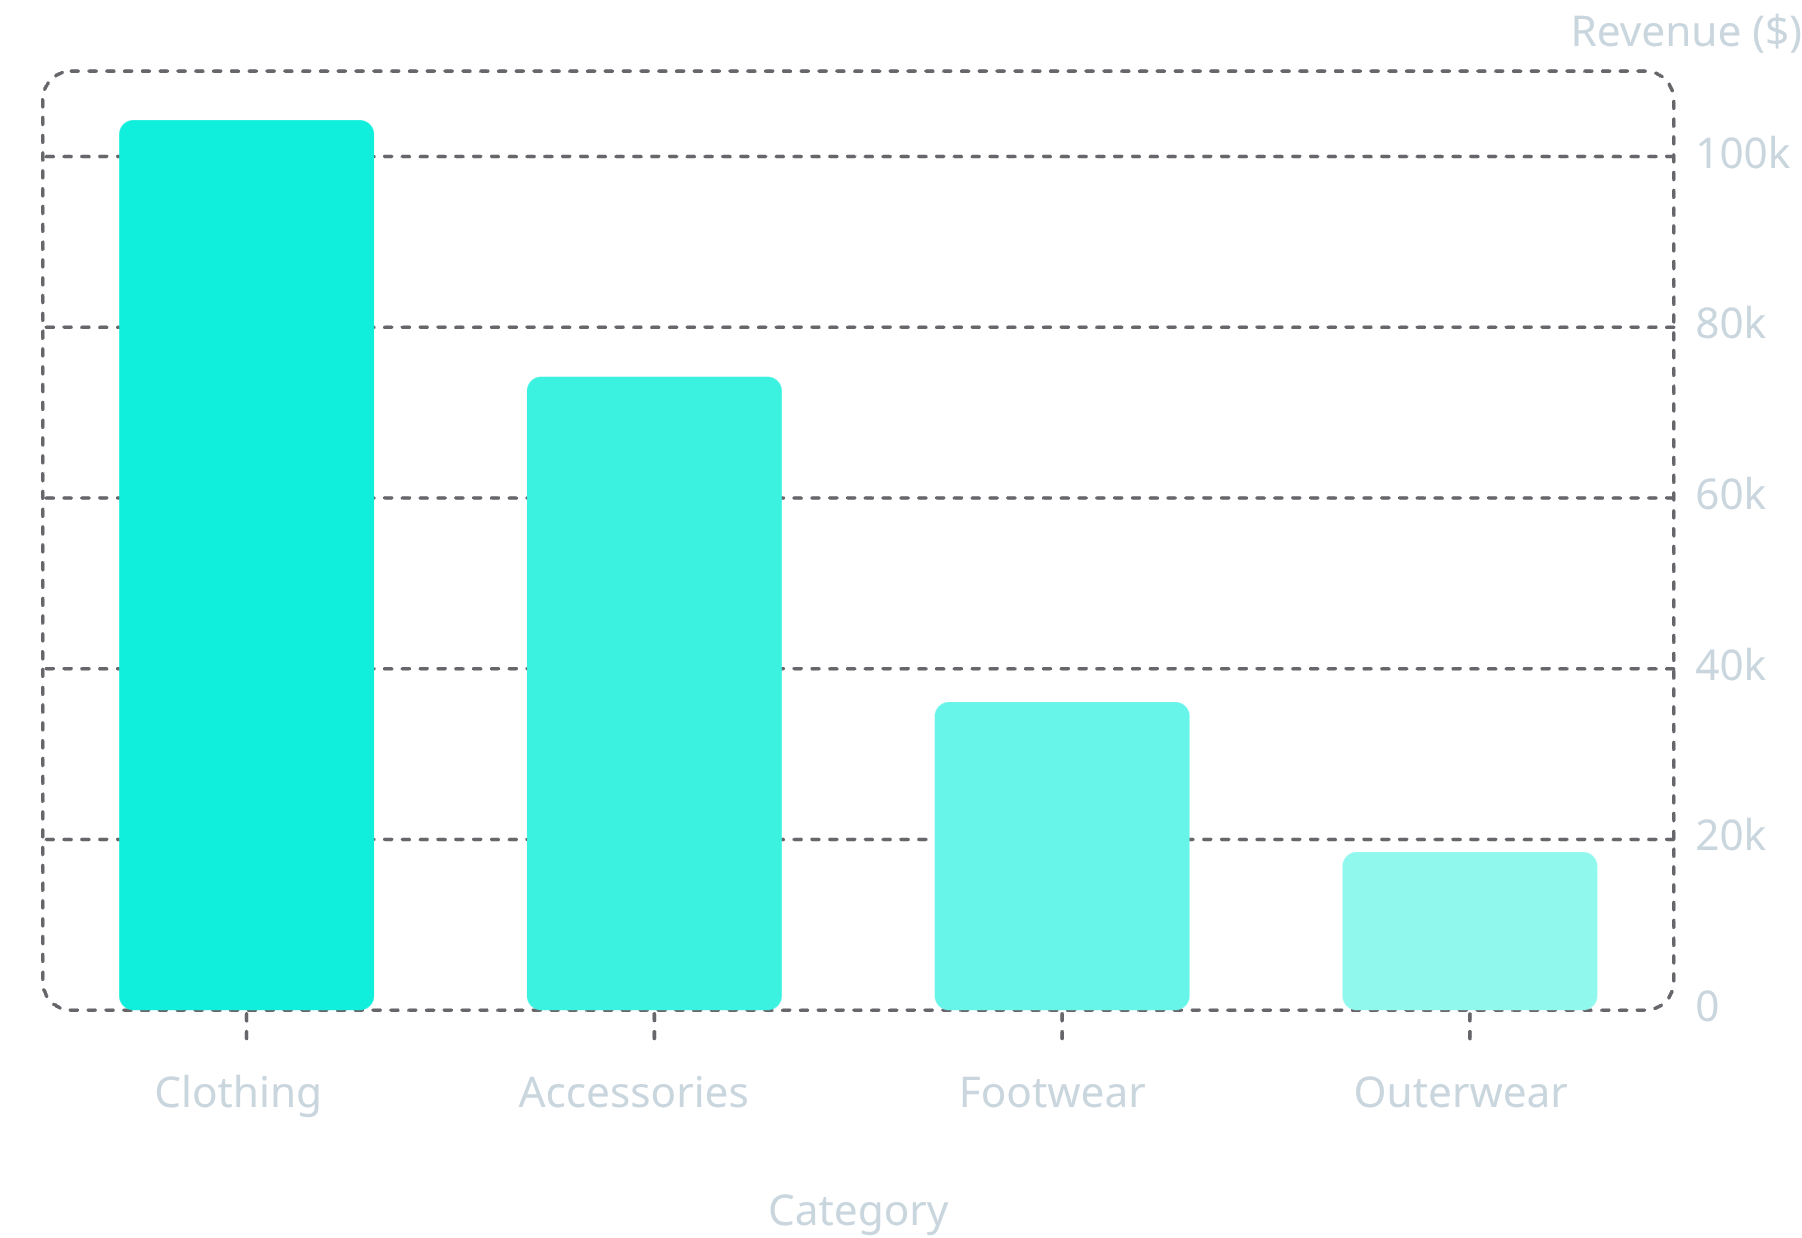 Revenue ($)
100k
80k
60k
40k
20k
0
Clothing
Accessories
Footwear
Outerwear
Category